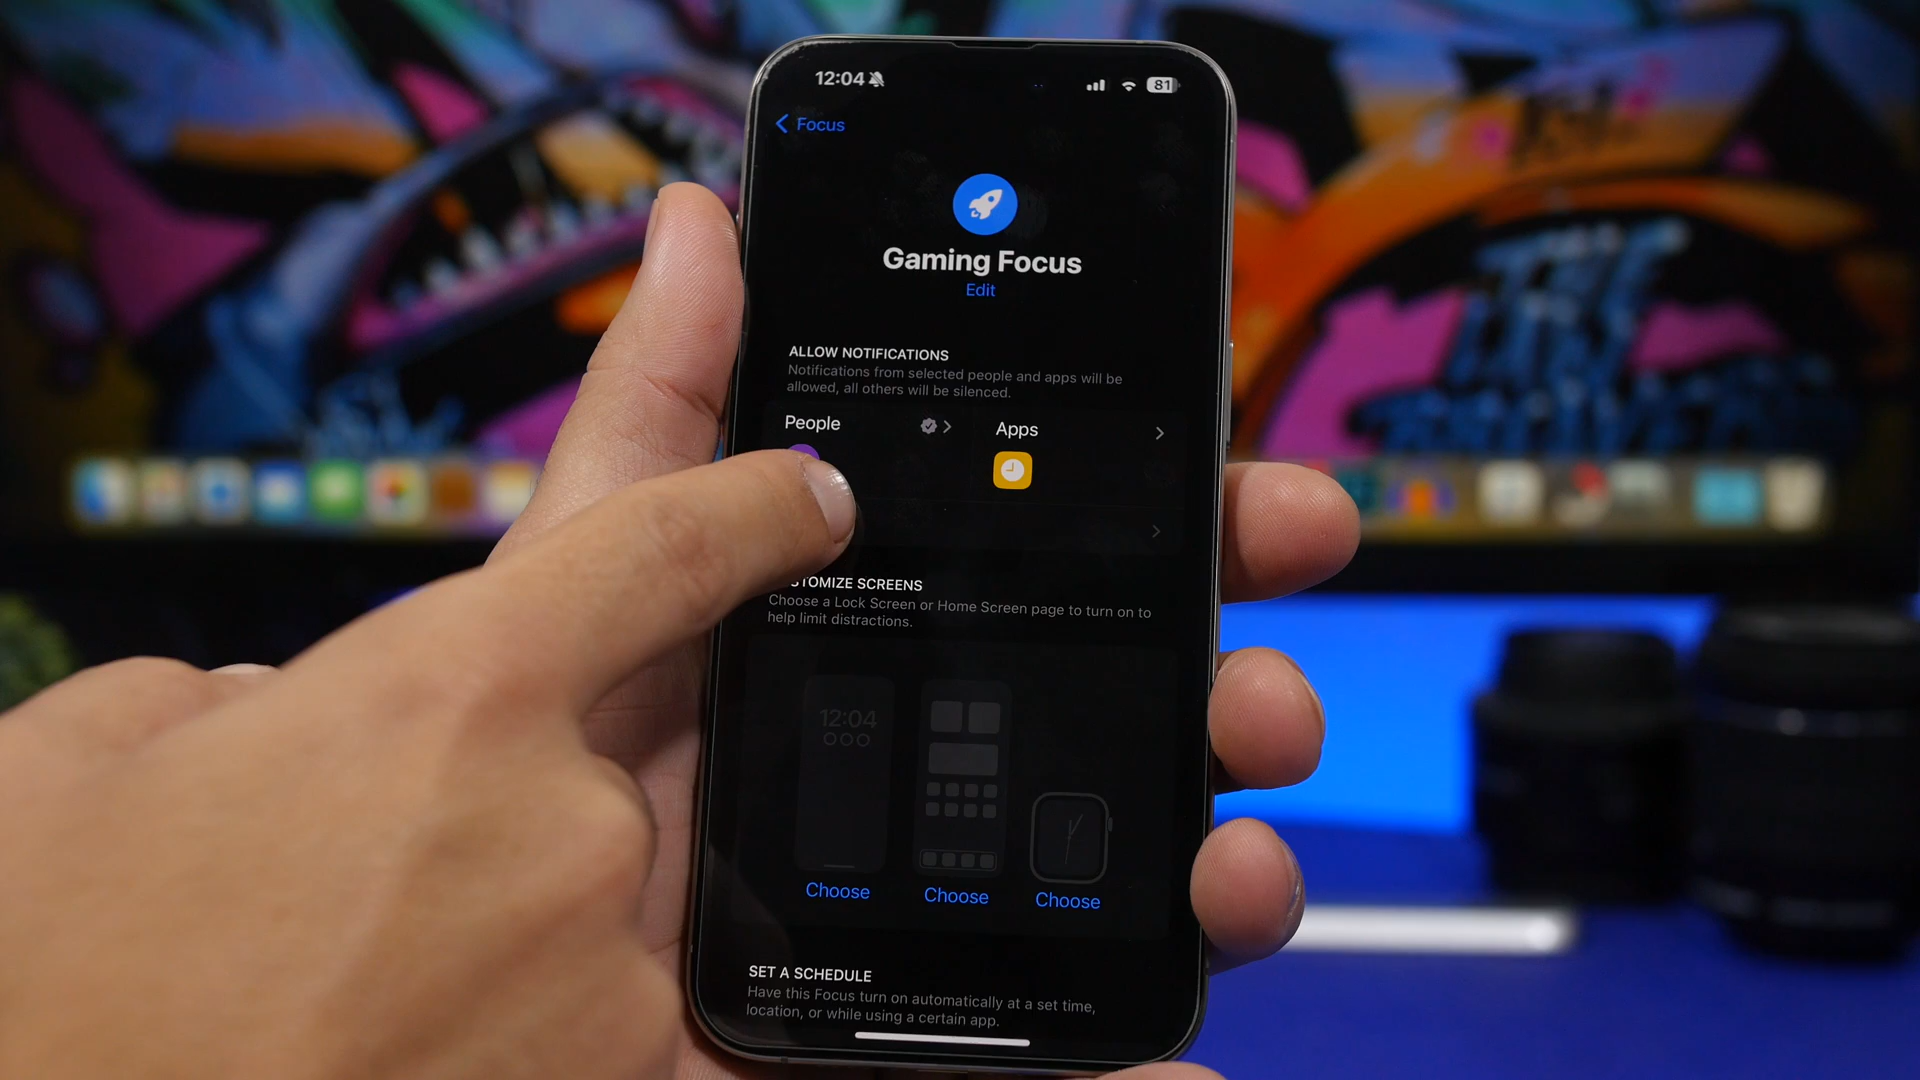 12:04
81
Focus
Gaming Focus
Edit
ALLOW NOTIFICATIONS
Notifications from selected people and apps will be
allowed, all others will be silenced.
People
Apps
STOMIZE SCREENS
Choose a Lock Screen or Home Screen page to turn on to
help limit distractions.
12:04
Choose
Choose
Choose
SET A SCHEDULE
Have this Focus turn on automatically at a set time,
location, or while using a certain app.